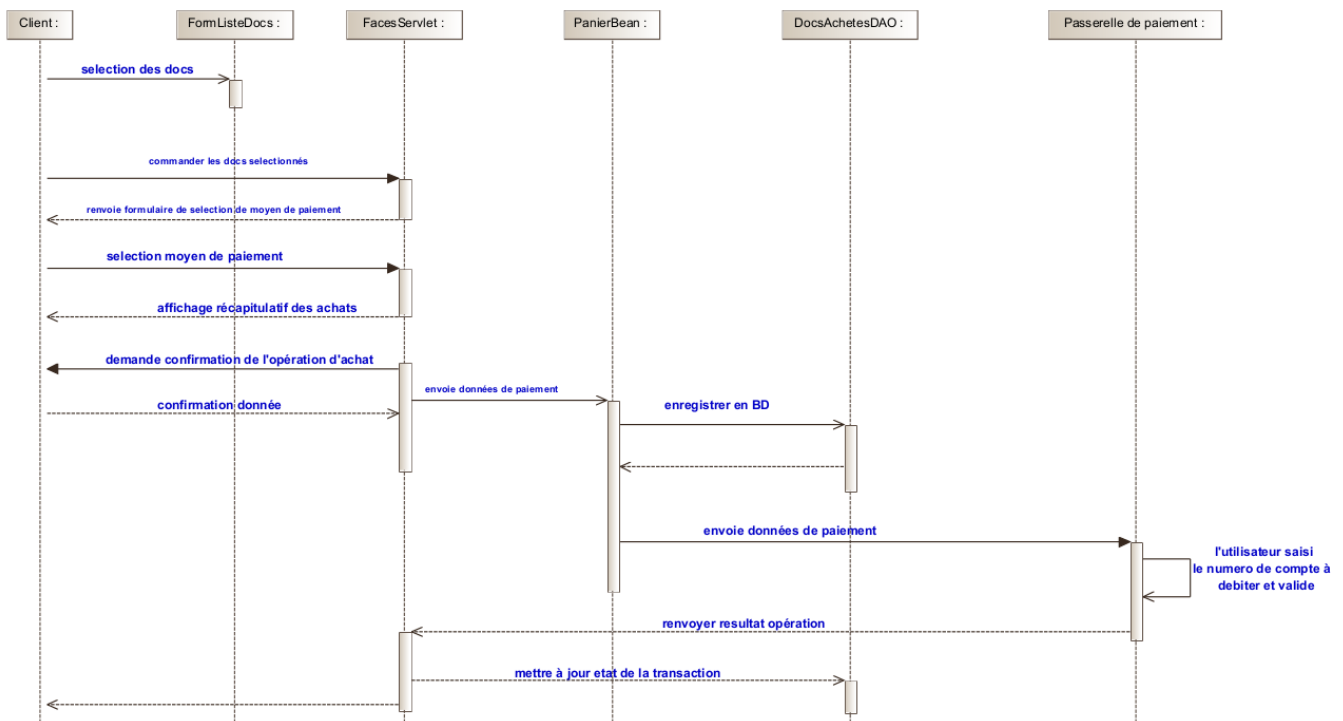 Client :
FormListeDocs :
FacesServlet :
PanierBean :
DocsAchetesDAO :
Passerelle de paiement :
selection des docs
commander les docs selectionnés
renvoie formulaire de selection de moyen de paiement
selection moyen de paiement
affichage récapitulatif des achats
demande confirmation de l'opération d'achat
envoie données de paiement
confirmation donnée
enregistrer en BD
envoie données de paiement
l'utilisateur saisi
le numero de compte à
debiter et valide
renvoyer resultat opération
mettre à jour etat de la transaction